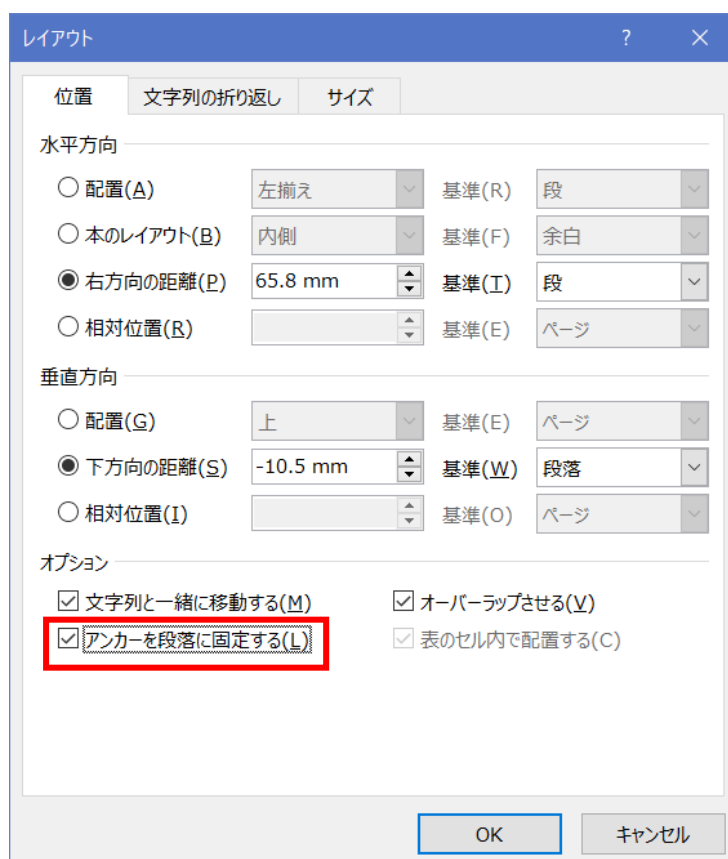 レイアウト ?
位置 文字列の折り返し サイズ
水平方向
配置(A) 左揃え 基準(R) 段
本のレイアウト(B) 内側 基準(F) 余白
右方向の距離(P) 65.8 mm 基準(T) 段
相対位置(R) 基準(E) ページ
垂直方向
配置(G) 上 基準(E) ページ
下方向の距離(S) -10.5 mm 基準(W) 段落
相対位置(I) 基準(O) ページ
オプション
文字列と一緒に移動する(M) オーバーラップさせる(V)
アンカーを段落に固定する(L) 表のセル内で配置する(C)
OK キャンセル